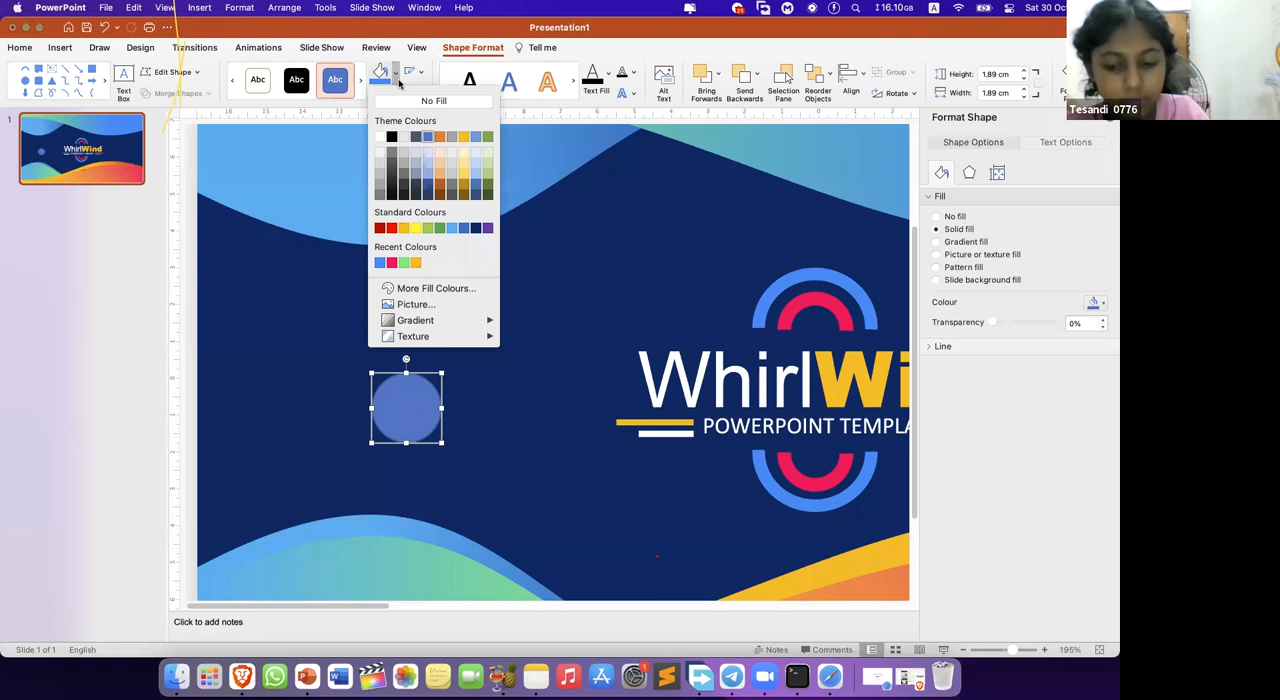 PowerPoint File Edit View Insert Format Arrange Tools Slide Show Window Help
16.10GB A Sat 30 Oct
Presentation1
Home Insert Draw Design Transitions Animations Slide Show Review View Shape Format Tell me
Text Box
Edit Shape
Merge Shapes
Abc Abc Abc
A A A
A
Text Fill
Alt Text
Bring Forwards
Send Backwards
Selection Pane
Reorder Objects
Align
Group
Rotate
Height: 1.89 cm
Width: 1.89 cm
Tesandi 0776
No Fill
Theme Colours
Standard Colours
Recent Colours
More Fill Colours...
Picture...
Gradient
Texture
1
WhirlWind
WhirlWi
POWERPOINT TEMPLA
Format Shape
Shape Options Text Options
Fill
No fill
Solid fill
Gradient fill
Picture or texture fill
Pattern fill
Slide background fill
Colour
Transparency 0%
Line
Click to add notes
Slide 1 of 1 English Notes Comments 195%